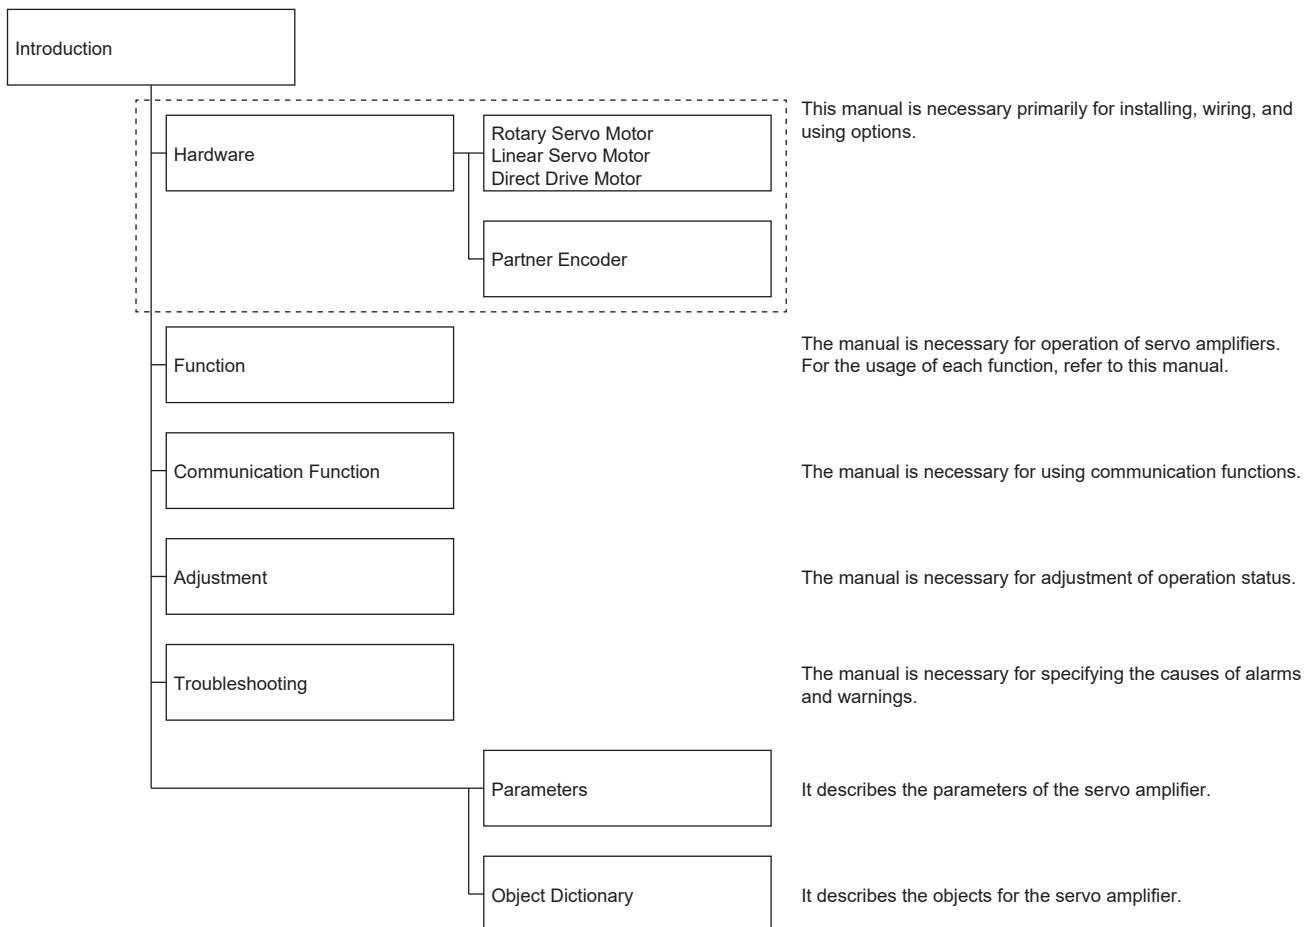 Introduction
This manual is necessary primarily for installing, wiring, and
using options.
Hardware
Rotary Servo Motor
Linear Servo Motor
Direct Drive Motor
Partner Encoder
Function
The manual is necessary for operation of servo amplifiers.
For the usage of each function, refer to this manual.
Communication Function
The manual is necessary for using communication functions.
Adjustment
The manual is necessary for adjustment of operation status.
Troubleshooting
The manual is necessary for specifying the causes of alarms
and warnings.
Parameters
It describes the parameters of the servo amplifier.
Object Dictionary
It describes the objects for the servo amplifier.